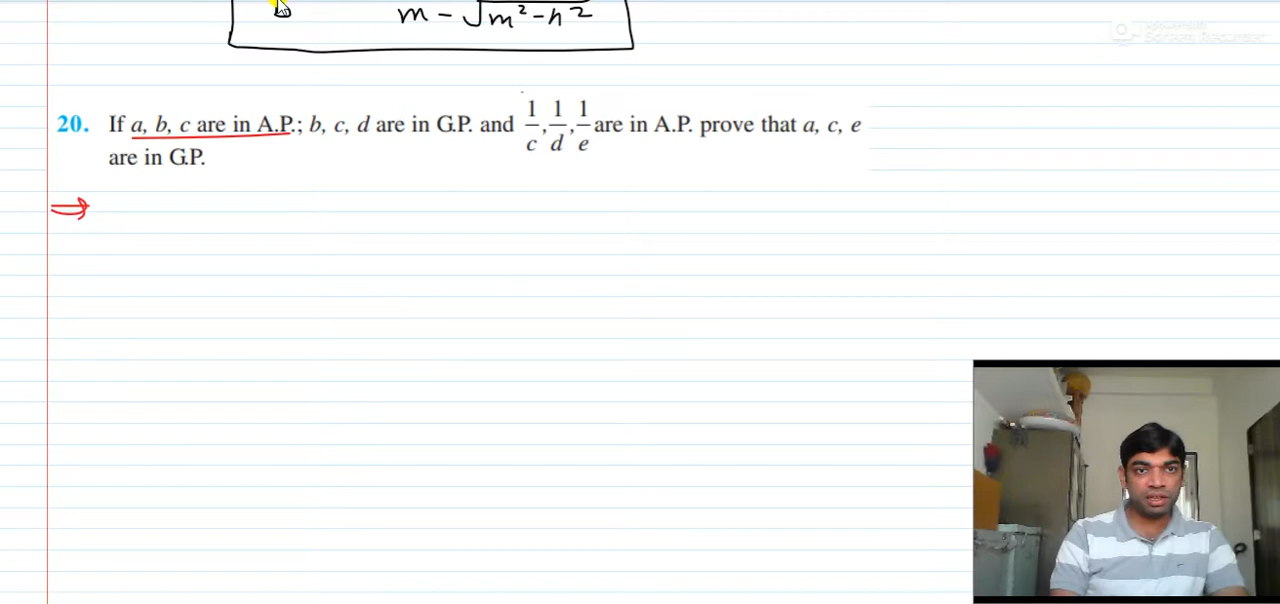 m - √m² - n²
20. If a, b, c are in A.P.; b, c, d are in G.P. and 1/c, 1/d, 1/e are in A.P. prove that a, c, e
are in G.P.
⇒